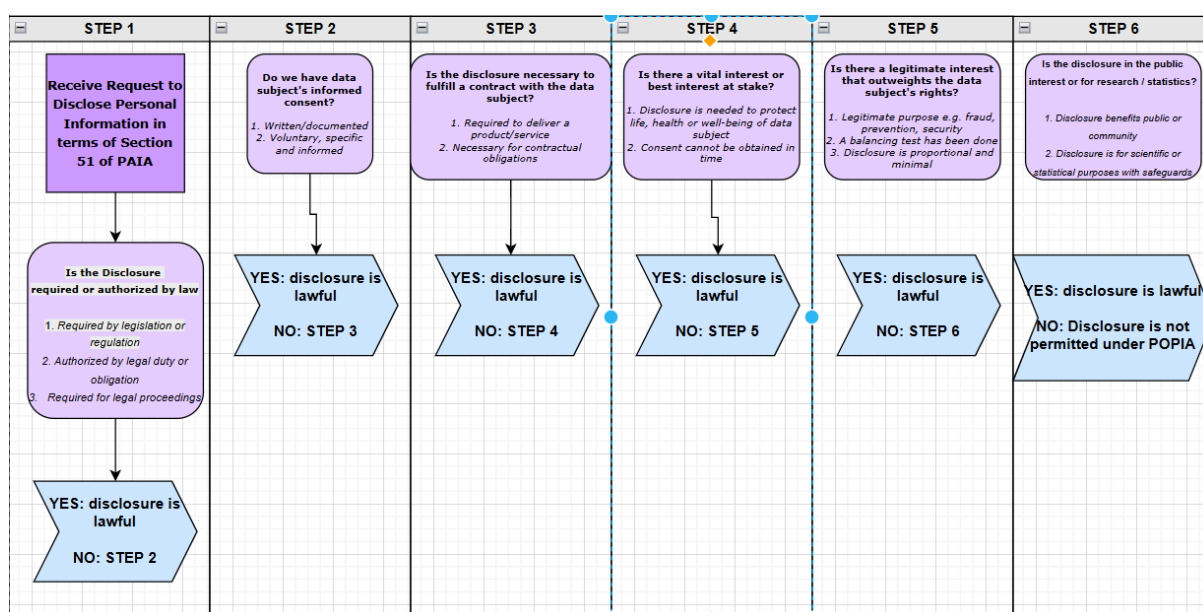 STEP 1
Receive Request to
Disclose Personal
Information in
terms of Section
51 of PAIA
Is the Disclosure
required or authorized by law
1. Required by legislation or
regulation
2. Authorized by legal duty or
obligation
3. Required for legal proceedings
YES: disclosure is
lawful
NO: STEP 2
STEP 2
Do we have data
subject's informed
consent?
1. Written/documented
2. Voluntary, specific
and informed
YES: disclosure is
lawful
NO: STEP 3
STEP 3
Is the disclosure necessary to
fulfill a contract with the data
subject?
1. Required to deliver a
product/service
2. Necessary for contractual
obligations
YES: disclosure is
lawful
NO: STEP 4
STEP 4
Is there a vital interest or
best interest at stake?
1. Disclosure is needed to protect
life, health or well-being of data
subject
2. Consent cannot be obtained in
time
YES: disclosure is
lawful
NO: STEP 5
STEP 5
Is there a legitimate interest
that outweights the data
subject's rights?
1. Legitimate purpose e.g. fraud,
prevention, security
2. A balancing test has been done
3. Disclosure is proportional and
minimal
YES: disclosure is
lawful
NO: STEP 6
STEP 6
Is the disclosure in the public
interest or for research / statistics?
1. Disclosure benefits public or
community
2. Disclosure is for scientific or
statistical purposes with safeguards
YES: disclosure is lawful
NO: Disclosure is not
permitted under POPIA